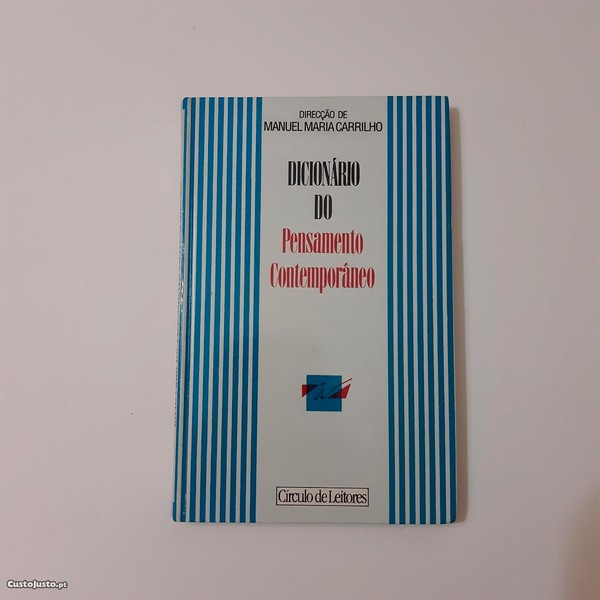 DIRECÇÃO DE
MANUEL MARIA CARRILHO
DICIONÁRIO
DO
Pensamento
Contemporâneo
Círculo de Leitores
CustoJusto.pt